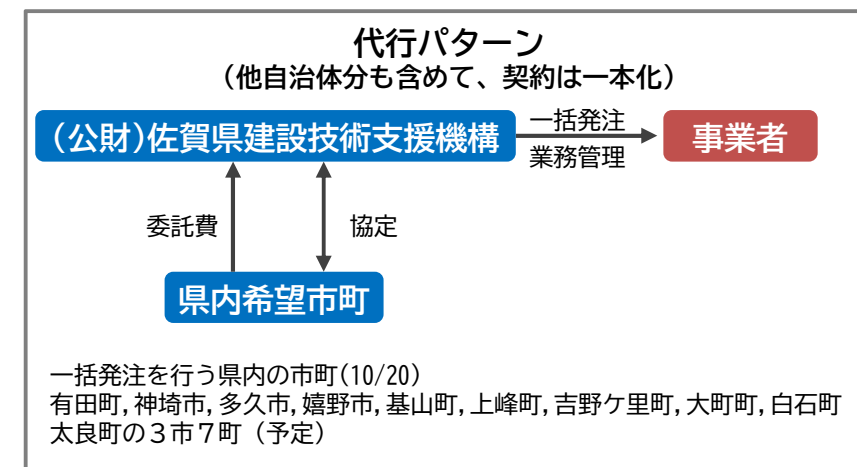 代行パターン
(他自治体分も含めて、契約は一本化)
(公財)佐賀県建設技術支援機構
一括発注
業務管理
事業者
委託費
協定
県内希望市町
一括発注を行う県内の市町(10/20)
有田町,神埼市,多久市,嬉野市,基山町,上峰町,吉野ケ里町,大町町,白石町
太良町の３市７町（予定）